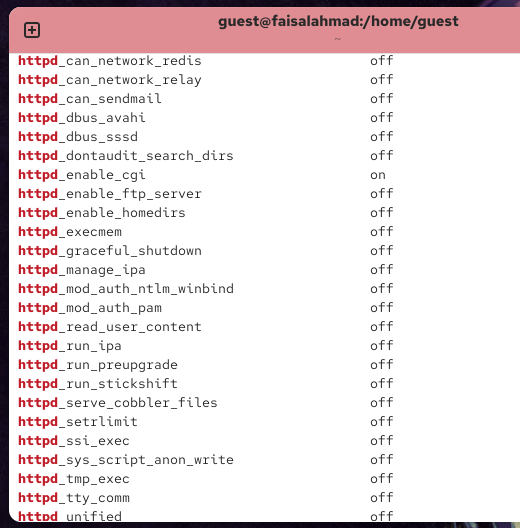 guest@faisalahmad:/home/guest
~
httpd_can_network_redis off
httpd_can_network_relay off
httpd_can_sendmail off
httpd_dbus_avahi off
httpd_dbus_sssd off
httpd_dontaudit_search_dirs off
httpd_enable_cgi on
httpd_enable_ftp_server off
httpd_enable_homedirs off
httpd_execmem off
httpd_graceful_shutdown off
httpd_manage_ipa off
httpd_mod_auth_ntlm_winbind off
httpd_mod_auth_pam off
httpd_read_user_content off
httpd_run_ipa off
httpd_run_preupgrade off
httpd_run_stickshift off
httpd_serve_cobbler_files off
httpd_setrlimit off
httpd_ssi_exec off
httpd_sys_script_anon_write off
httpd_tmp_exec off
httpd_tty_comm off
httpd_unified off